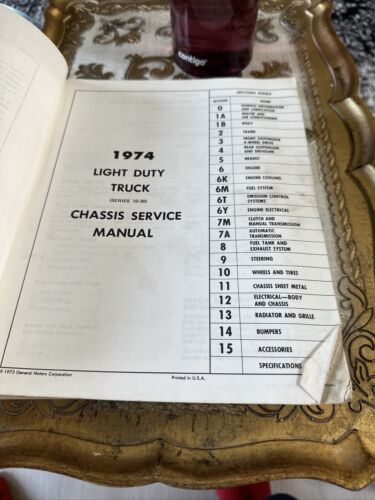 contigo
1974
LIGHT DUTY
TRUCK
(SERIES 10-30)
CHASSIS SERVICE
MANUAL
© 1973 General Motors Corporation
Printed in U.S.A.
SECTION INDEX
SECTION NAME
0 GENERAL INFORMATION
AND LUBRICATION
1A HEATER AND
AIR CONDITIONING
1B BODY
2 FRAME
3 FRONT SUSPENSION
4-WHEEL DRIVE
4 REAR SUSPENSION
AND DRIVELINE
5 BRAKES
6 ENGINE
6K ENGINE COOLING
6M FUEL SYSTEM
6T EMISSION CONTROL
SYSTEMS
6Y ENGINE ELECTRICAL
7M CLUTCH AND
MANUAL TRANSMISSION
7A AUTOMATIC
TRANSMISSION
8 FUEL TANK AND
EXHAUST SYSTEM
9 STEERING
10 WHEELS AND TIRES
11 CHASSIS SHEET METAL
12 ELECTRICAL—BODY
AND CHASSIS
13 RADIATOR AND GRILLE
14 BUMPERS
15 ACCESSORIES
SPECIFICATIONS